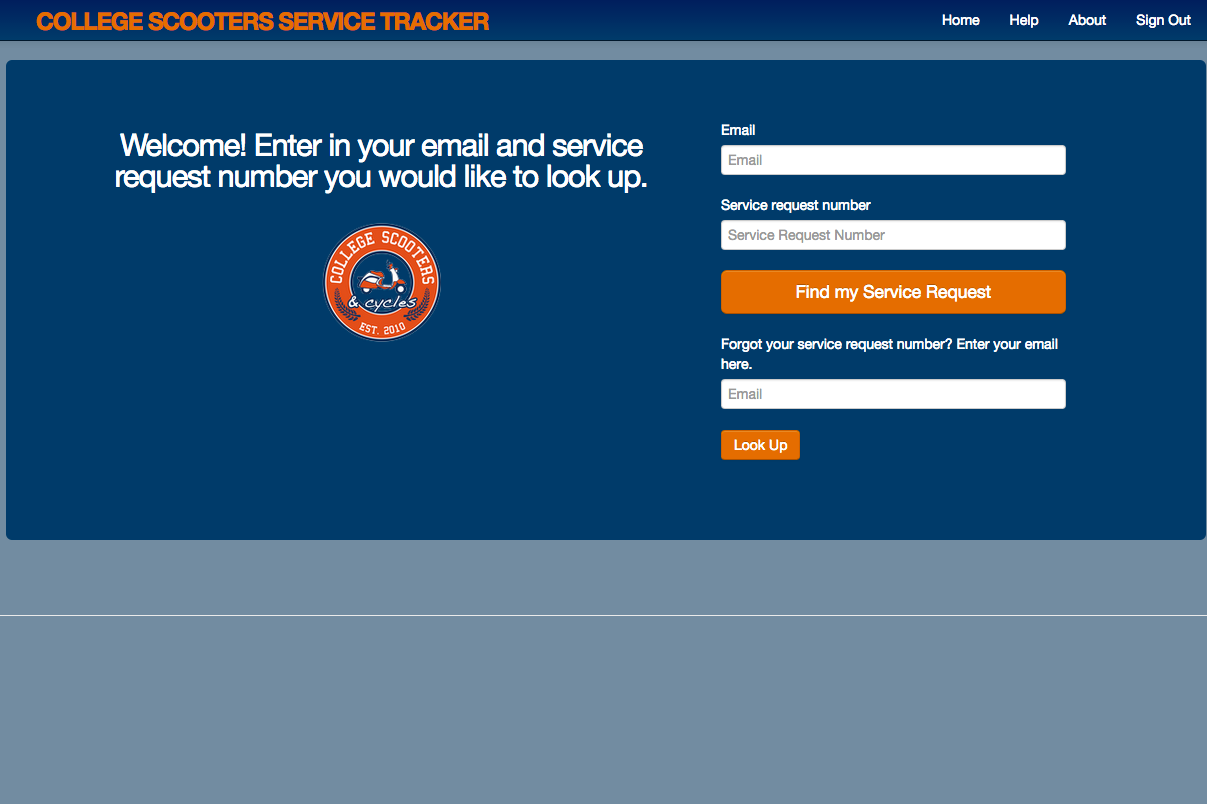 COLLEGE SCOOTERS SERVICE TRACKER
Home
Help
About
Sign Out
Welcome! Enter in your email and service
request number you would like to look up.
COLLEGE SCOOTERS
& cycles
EST. 2010
Email
Email
Service request number
Service Request Number
Find my Service Request
Forgot your service request number? Enter your email
here.
Email
Look Up